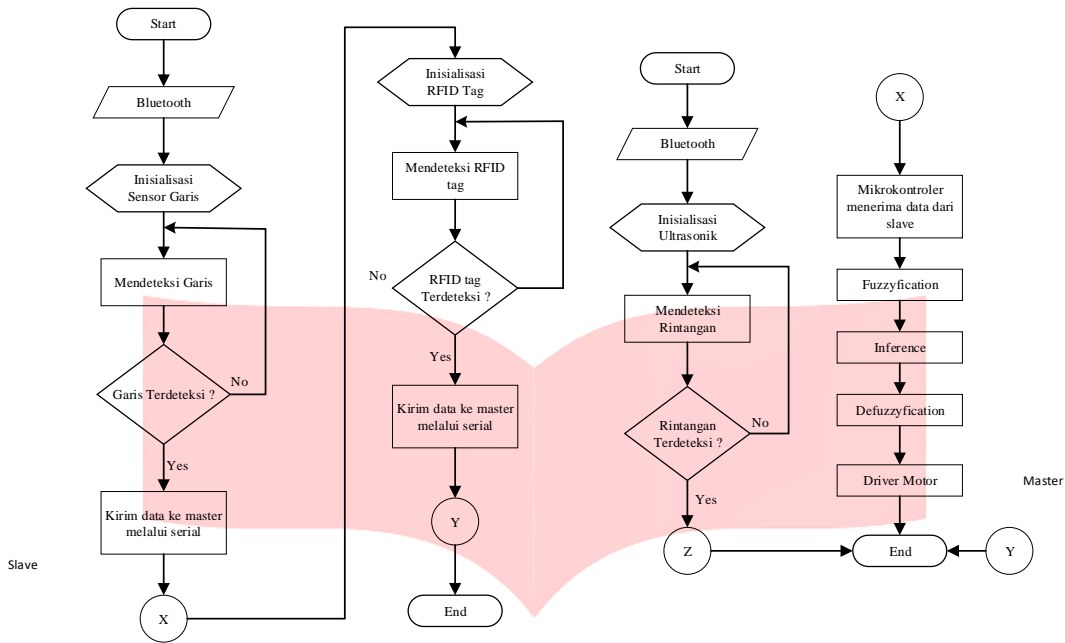 Start
Bluetooth
Inisialisasi
Sensor Garis
Mendeteksi Garis
Garis Terdeteksi ?
No
Yes
Kirim data ke master
melalui serial
X
Slave
Inisialisasi
RFID Tag
Mendeteksi RFID
tag
No
RFID tag
Terdeteksi ?
Yes
Kirim data ke master
melalui serial
Y
End
Start
Bluetooth
Inisialisasi
Ultrasonik
Mendeteksi
Rintangan
Rintangan
Terdeteksi ?
No
Yes
Z
X
Mikrokontroler
menerima data dari
slave
Fuzzyfication
Inference
Defuzzyfication
Driver Motor
End
Y
Master